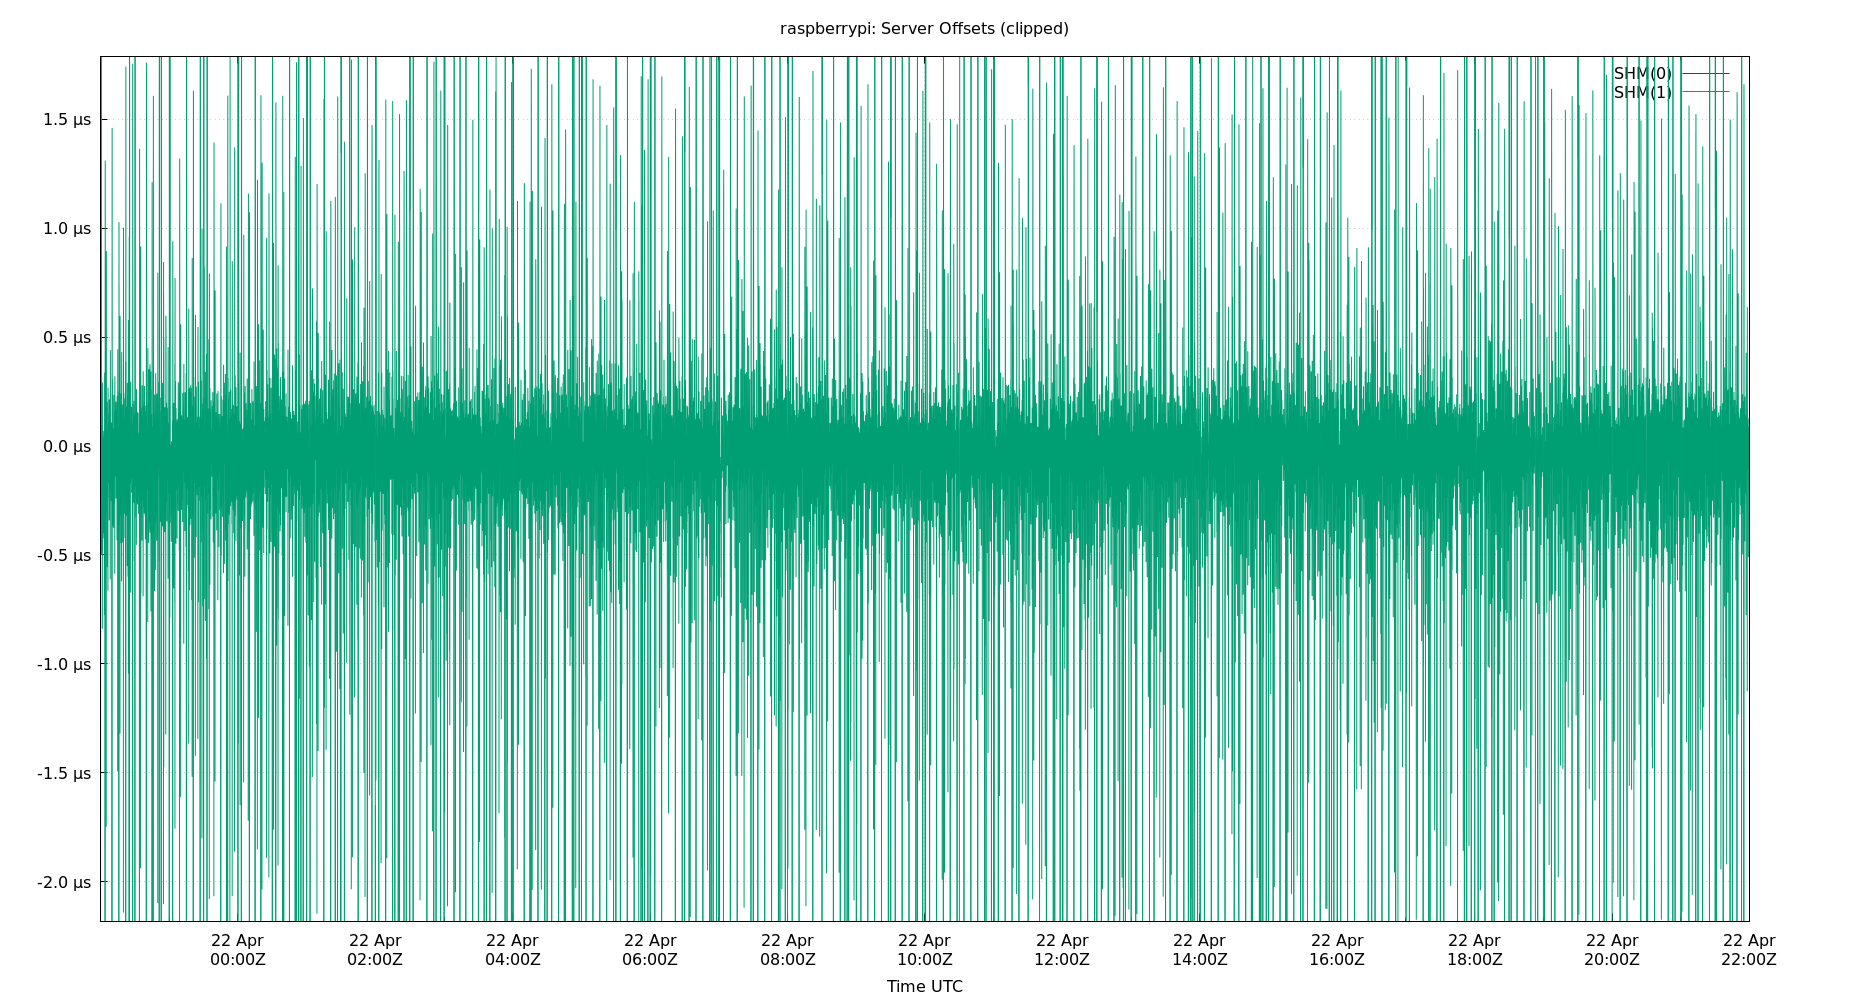 raspberrypi: Server Offsets (clipped)
SHM(0)
SHM(1)
1.5 µs
1.0 µs
0.5 µs
0.0 µs
-0.5 µs
-1.0 µs
-1.5 µs
-2.0 µs
22 Apr 22 Apr 22 Apr 22 Apr 22 Apr 22 Apr 22 Apr 22 Apr 22 Apr 22 Apr 22 Apr 22 Apr
00:00Z 02:00Z 04:00Z 06:00Z 08:00Z 10:00Z 12:00Z 14:00Z 16:00Z 18:00Z 20:00Z 22:00Z
Time UTC